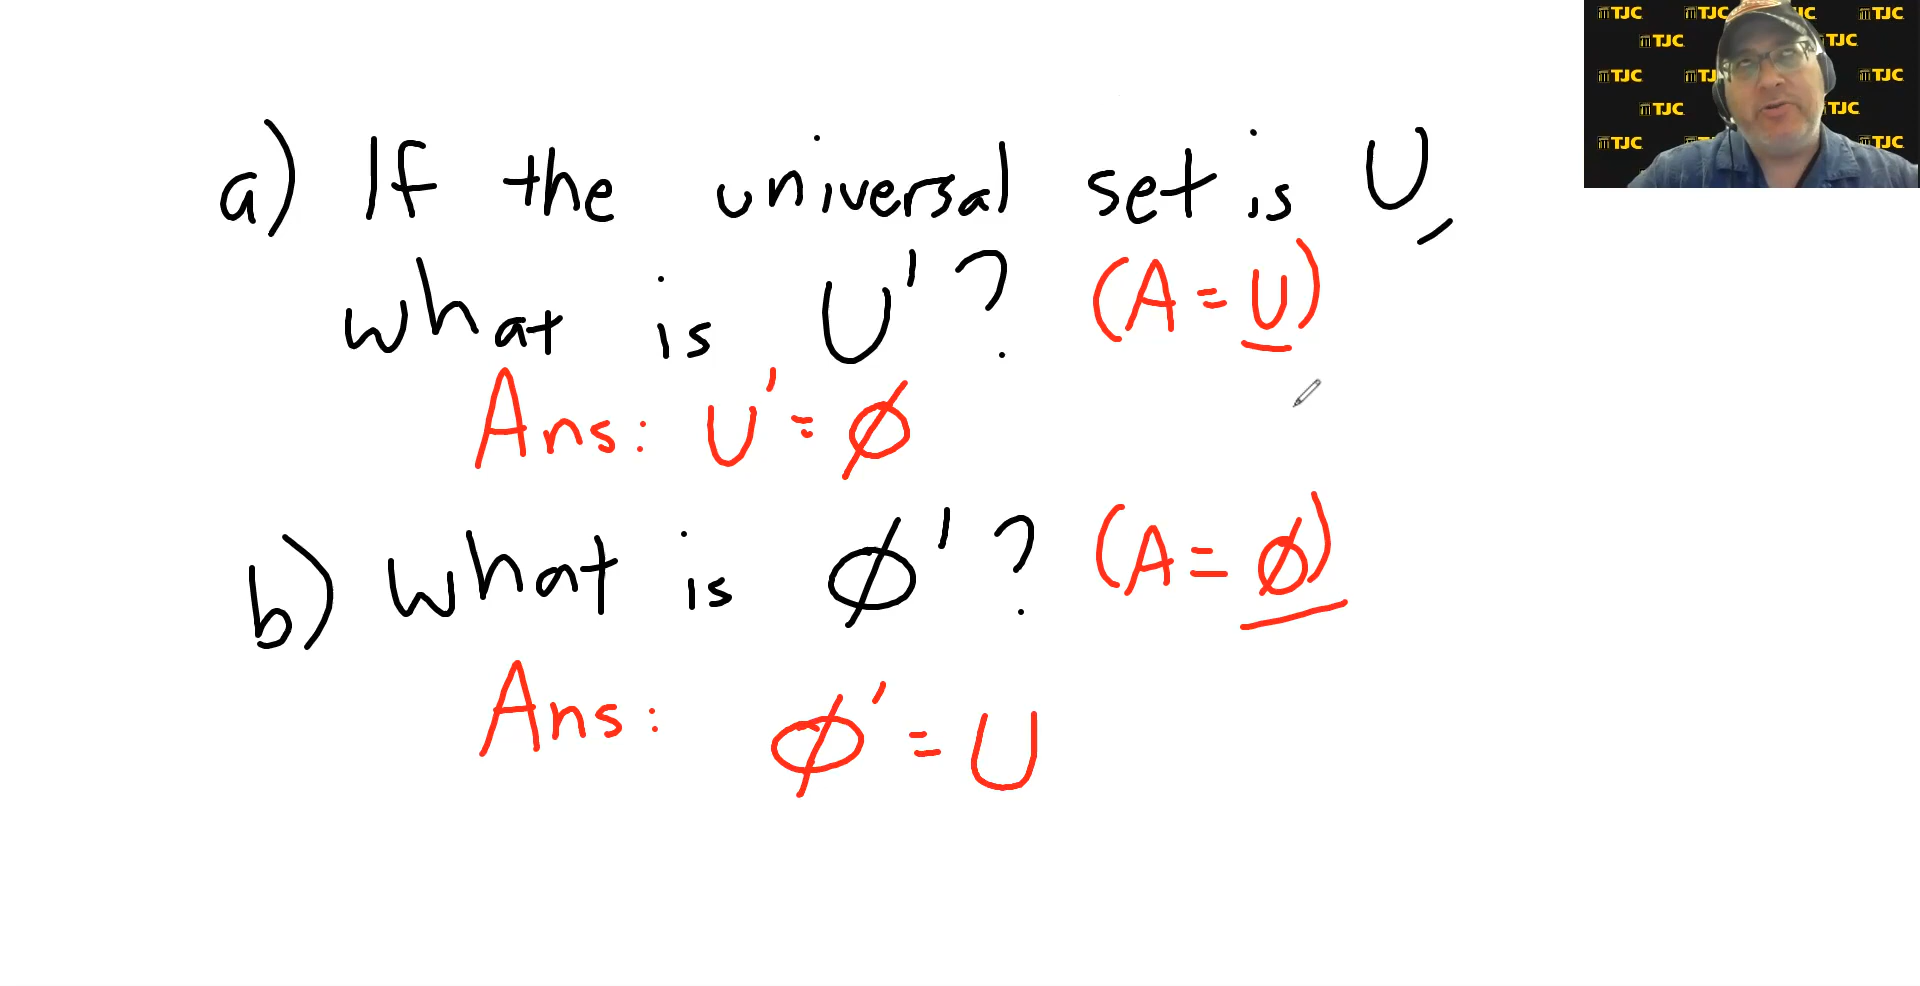 a) If the universal set is U,
what is U'? (A = U)
Ans: U' = ∅
b) What is ∅'? (A = ∅)
Ans: ∅' = U
TJC TJC TJC TJC
TJC TJC
TJC TJC TJC
TJC TJC
TJC TJC TJC